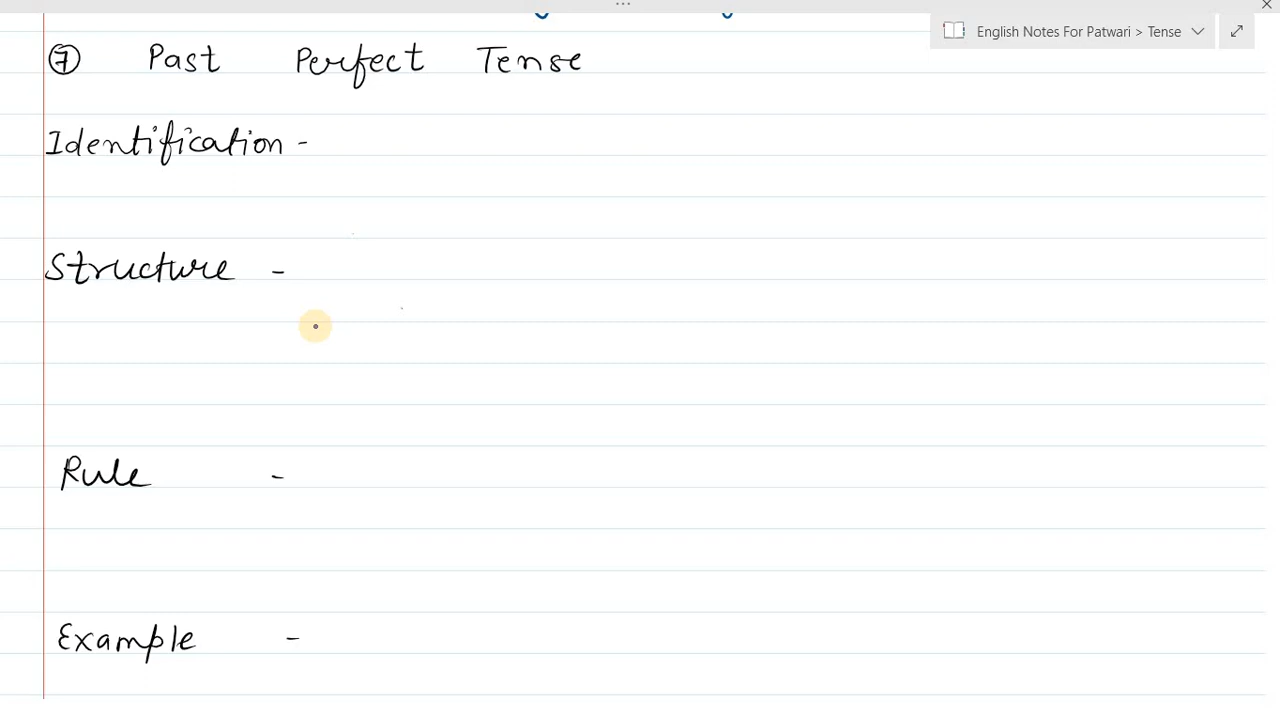 English Notes For Patwari > Tense
⑦ Past Perfect Tense
Identification -
Structure -
Rule -
Example -